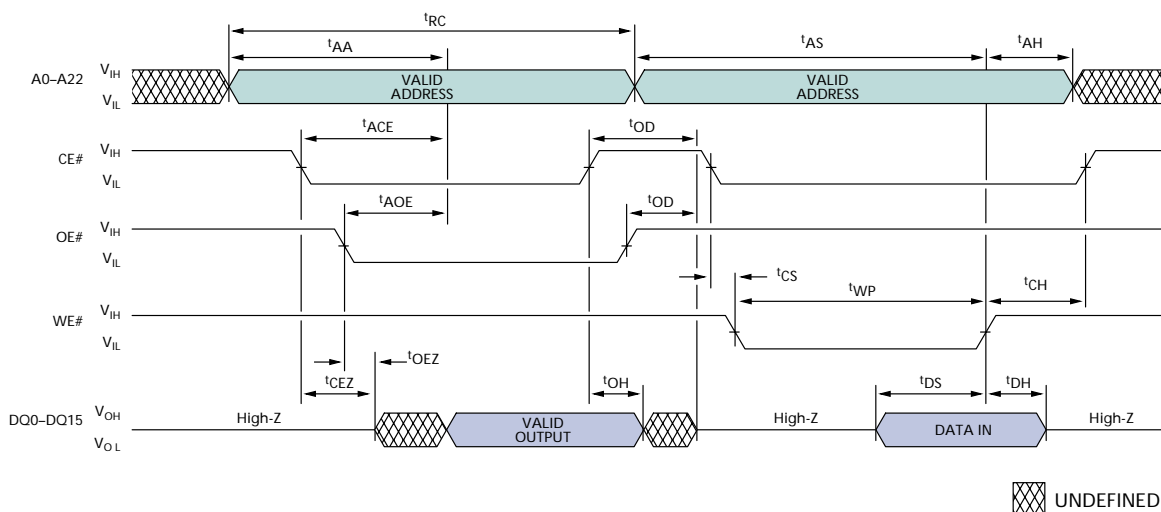 tRC
tAA
tAS
tAH
A0–A22
VIH
VIL
VALID ADDRESS
VALID ADDRESS
tACE
tOD
CE#
VIH
VIL
tAOE
tOD
OE#
VIH
VIL
tCS
tWP
tCH
WE#
VIH
VIL
tOEZ
tCEZ
tOH
tDS
tDH
DQ0–DQ15
VOH
VOL
High-Z
VALID OUTPUT
High-Z
DATA IN
High-Z
UNDEFINED